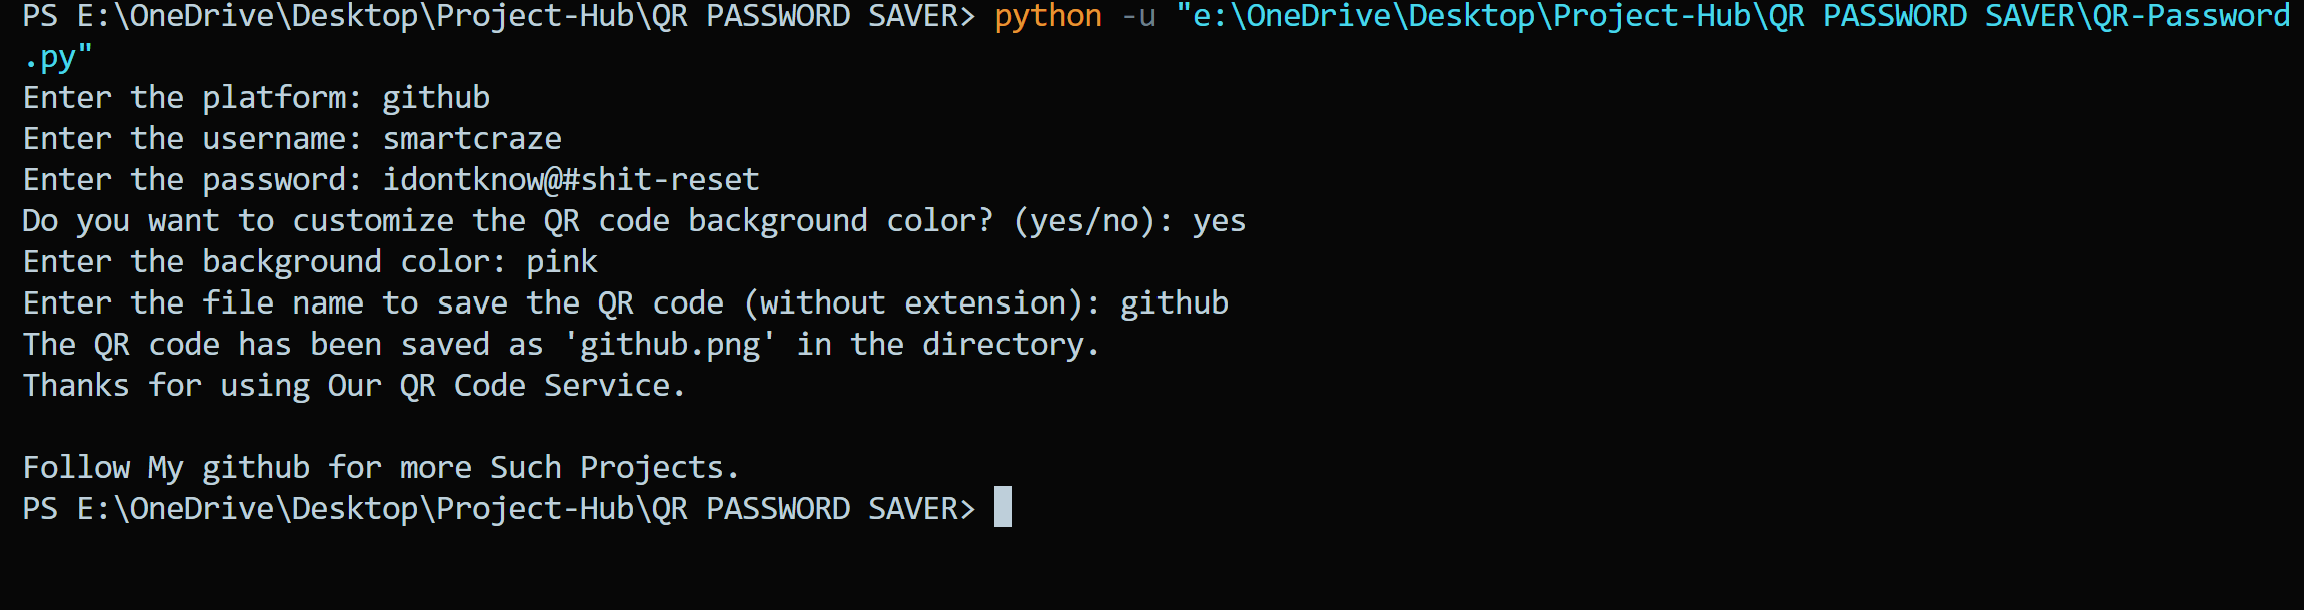 PS E:\OneDrive\Desktop\Project-Hub\QR PASSWORD SAVER> python -u "e:\OneDrive\Desktop\Project-Hub\QR PASSWORD SAVER\QR-Password
.py"
Enter the platform: github
Enter the username: smartcraze
Enter the password: idontknow@#shit-reset
Do you want to customize the QR code background color? (yes/no): yes
Enter the background color: pink
Enter the file name to save the QR code (without extension): github
The QR code has been saved as 'github.png' in the directory.
Thanks for using Our QR Code Service.
Follow My github for more Such Projects.
PS E:\OneDrive\Desktop\Project-Hub\QR PASSWORD SAVER>